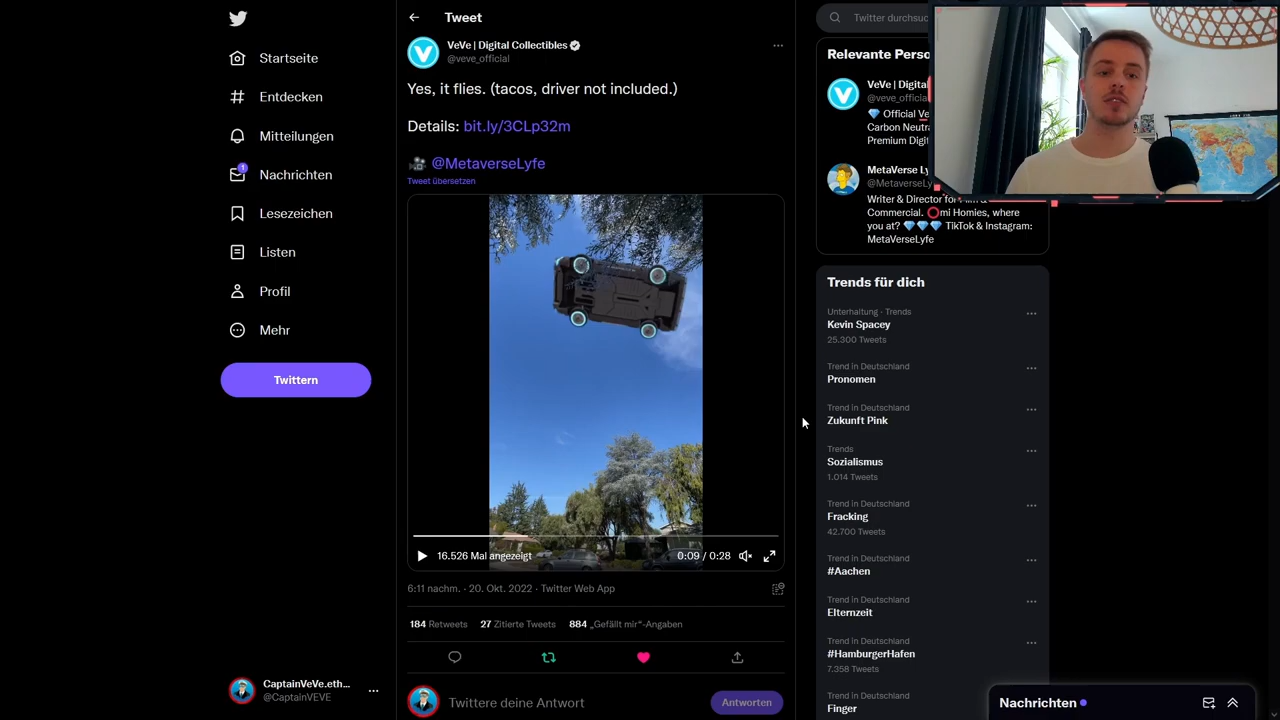 Startseite
Entdecken
Mitteilungen
1
Nachrichten
Lesezeichen
Listen
Profil
Mehr
Twittern
CaptainVeVe.eth...
@CaptainVEVE
Tweet
VeVe | Digital Collectibles
@veve_official
Yes, it flies. (tacos, driver not included.)
Details: bit.ly/3CLp32m
@MetaverseLyfe
Tweet übersetzen
16.526 Mal angezeigt
0:09 / 0:28
6:11 nachm. · 20. Okt. 2022 · Twitter Web App
184 Retweets 27 Zitierte Tweets 884 „Gefällt mir“-Angaben
Twittere deine Antwort
Antworten
Twitter durchsuc
Relevante Perso
VeVe | Digital
@veve_officia
Official Ve
Carbon Neutra
Premium Digit
MetaVerse Ly
@MetaverseLy
Writer & Director for Film &
Commercial. ⭕mi Homies, where
you at? 💎💎💎 TikTok & Instagram:
MetaVerseLyfe
Trends für dich
Unterhaltung · Trends
Kevin Spacey
25.300 Tweets
Trend in Deutschland
Pronomen
Trend in Deutschland
Zukunft Pink
Trends
Sozialismus
1.014 Tweets
Trend in Deutschland
Fracking
42.700 Tweets
Trend in Deutschland
#Aachen
Trend in Deutschland
Elternzeit
Trend in Deutschland
#HamburgerHafen
7.358 Tweets
Trend in Deutschland
Finger
Nachrichten